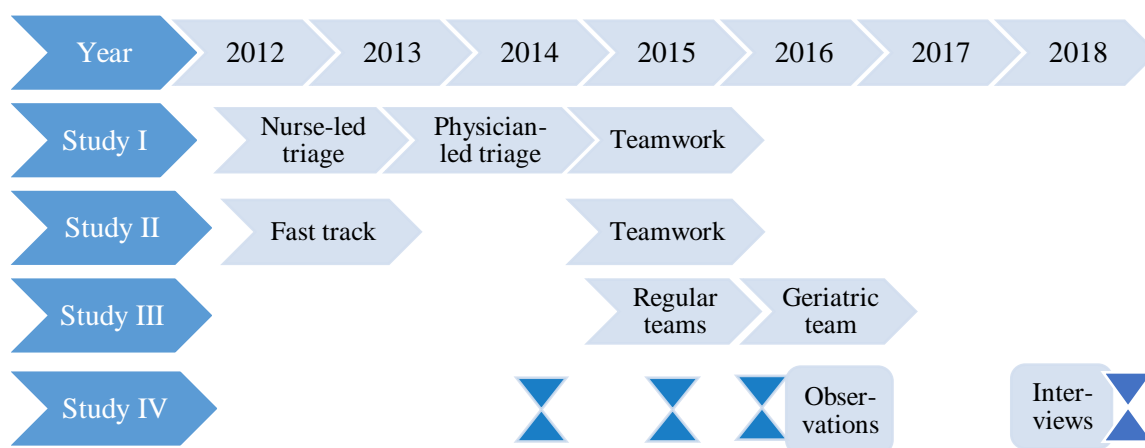 Year 2012 2013 2014 2015 2016 2017 2018
Study I Nurse-led triage Physician-led triage Teamwork
Study II Fast track Teamwork
Study III Regular teams Geriatric team
Study IV Obser-vations Inter-views